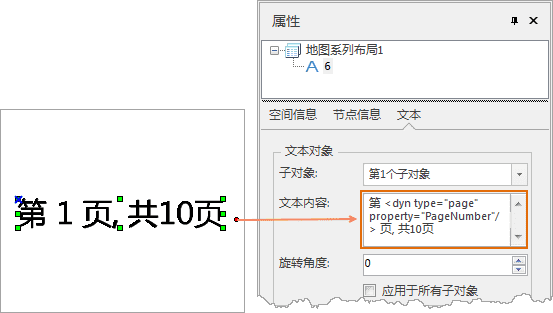 第 1 页, 共10页
属性
地图系列布局1
A 6
空间信息 节点信息 文本
文本对象
子对象: 第1个子对象
文本内容: 第 <dyn type="page"
property="PageNumber"/
> 页, 共10页
旋转角度: 0
应用于所有子对象